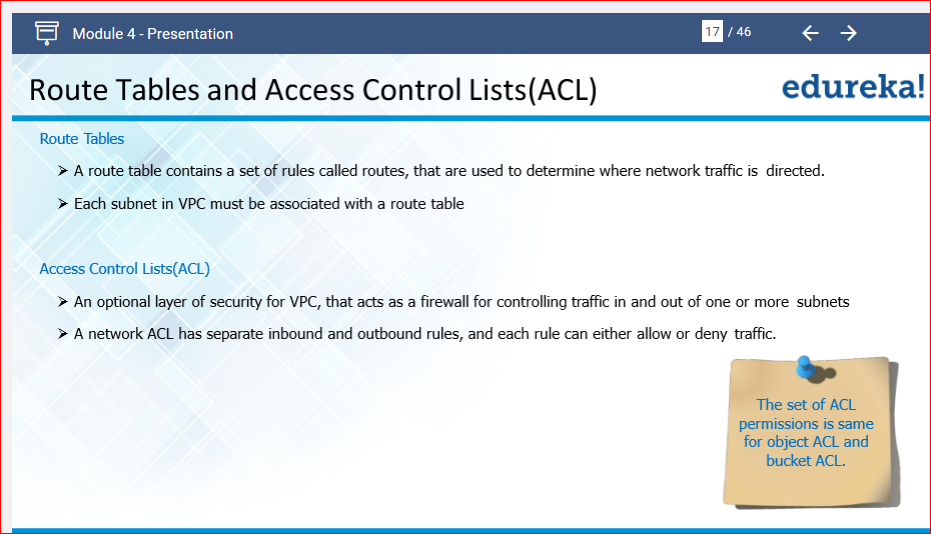 Module 4 - Presentation
17 / 46
Route Tables and Access Control Lists(ACL)
edureka!
Route Tables
➢ A route table contains a set of rules called routes, that are used to determine where network traffic is directed.
➢ Each subnet in VPC must be associated with a route table
Access Control Lists(ACL)
➢ An optional layer of security for VPC, that acts as a firewall for controlling traffic in and out of one or more subnets
➢ A network ACL has separate inbound and outbound rules, and each rule can either allow or deny traffic.
The set of ACL
permissions is same
for object ACL and
bucket ACL.